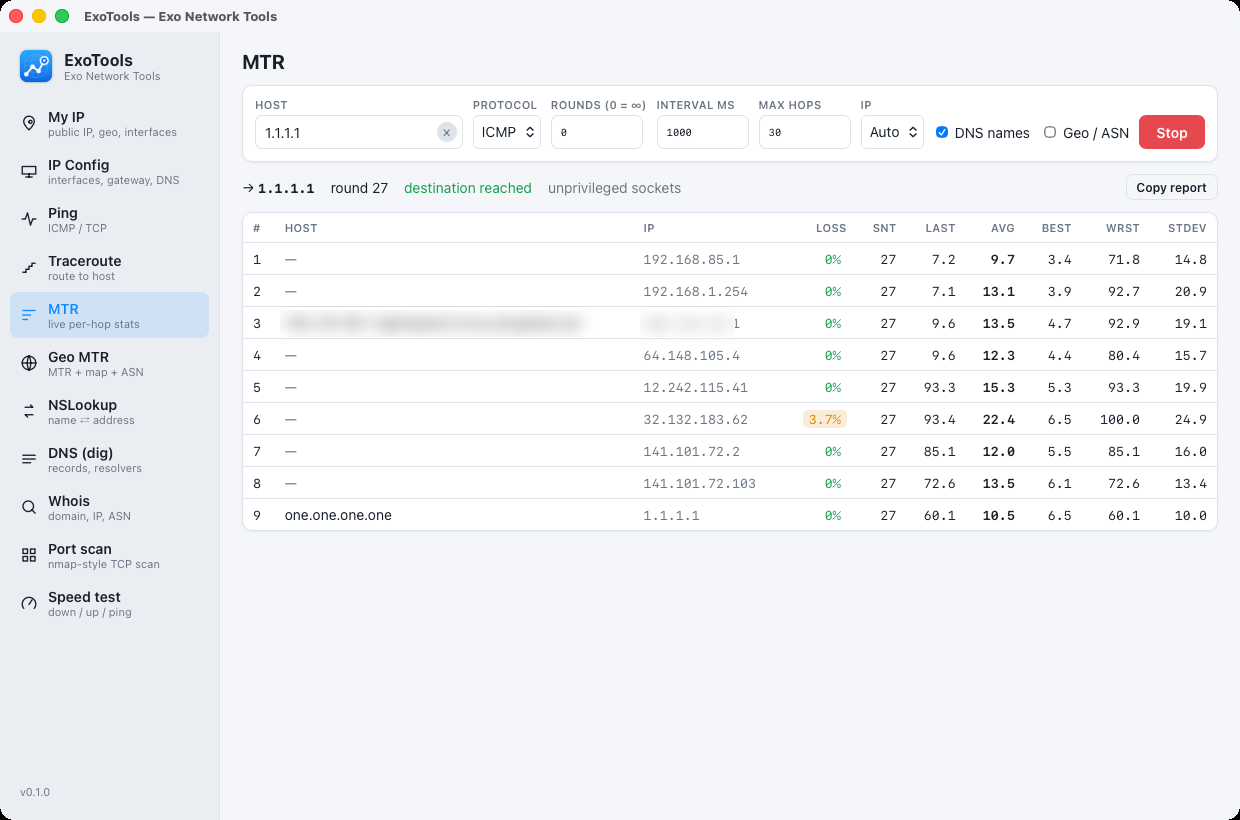 ExoTools — Exo Network Tools
ExoTools
Exo Network Tools
My IP
public IP, geo, interfaces
IP Config
interfaces, gateway, DNS
Ping
ICMP / TCP
Traceroute
route to host
MTR
live per-hop stats
Geo MTR
MTR + map + ASN
NSLookup
name ⇄ address
DNS (dig)
records, resolvers
Whois
domain, IP, ASN
Port scan
nmap-style TCP scan
Speed test
down / up / ping
v0.1.0
MTR
HOST PROTOCOL ROUNDS (0 = ∞) INTERVAL MS MAX HOPS IP
1.1.1.1 ICMP 0 1000 30 Auto DNS names Geo / ASN Stop
→ 1.1.1.1 round 27 destination reached unprivileged sockets Copy report
# HOST IP LOSS SNT LAST AVG BEST WRST STDEV
1 — 192.168.85.1 0% 27 7.2 9.7 3.4 71.8 14.8
2 — 192.168.1.254 0% 27 7.1 13.1 3.9 92.7 20.9
3 1 0% 27 9.6 13.5 4.7 92.9 19.1
4 — 64.148.105.4 0% 27 9.6 12.3 4.4 80.4 15.7
5 — 12.242.115.41 0% 27 93.3 15.3 5.3 93.3 19.9
6 — 32.132.183.62 3.7% 27 93.4 22.4 6.5 100.0 24.9
7 — 141.101.72.2 0% 27 85.1 12.0 5.5 85.1 16.0
8 — 141.101.72.103 0% 27 72.6 13.5 6.1 72.6 13.4
9 one.one.one.one 1.1.1.1 0% 27 60.1 10.5 6.5 60.1 10.0